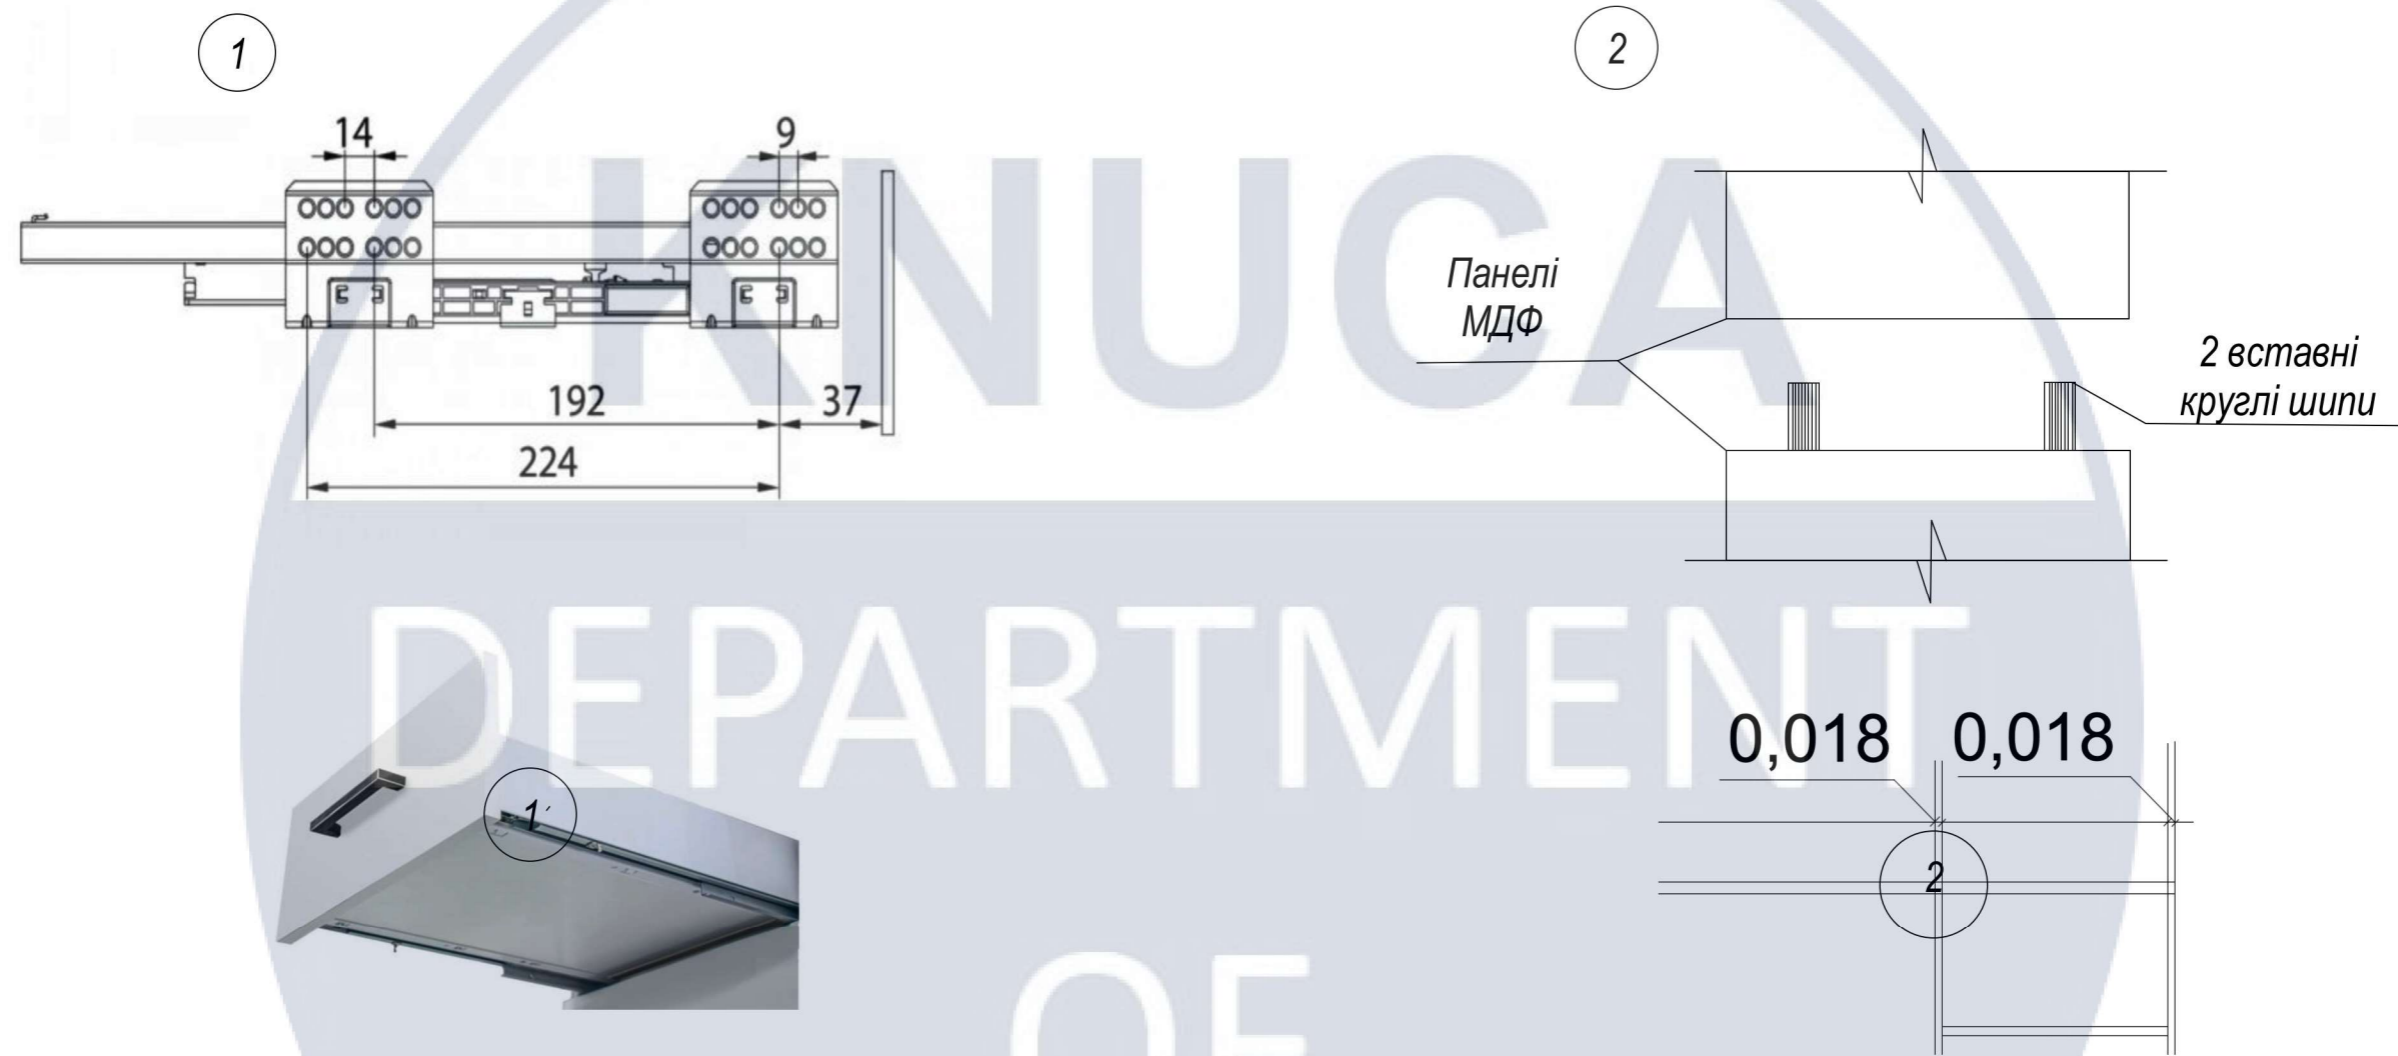 1
2
14
9
KNUCA
Панелі
МДФ
2 вставні
круглі шипи
192
37
224
DEPARTMENT
0,018
0,018
1
2
OF